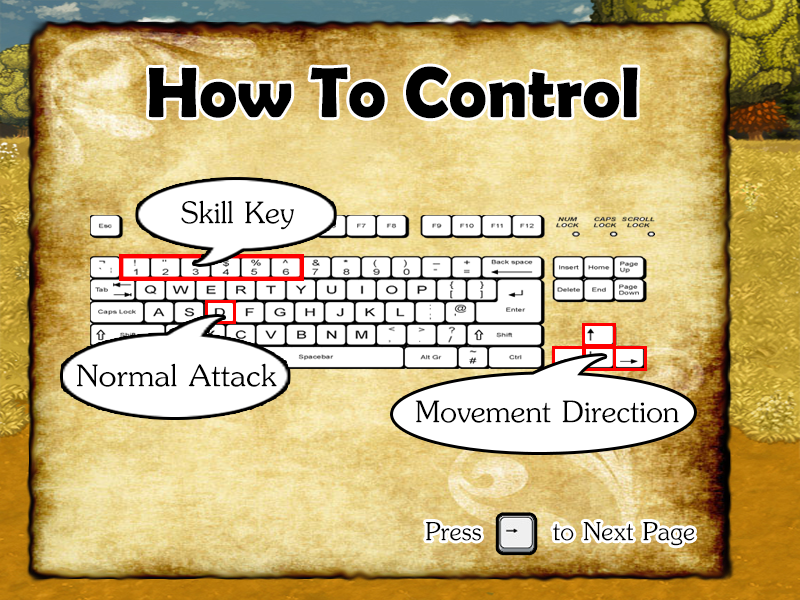 How To Control
Skill Key
Esc F7 F8 F9 F10 F11 F12
NUM LOCK CAPS LOCK SCROLL LOCK
! " $ % ^ & * ( ) _ + Back space
1 2 3 4 5 6 7 8 9 0 - =
Insert Home Page Up
Tab Q W E R T Y U I O P { } [ ]
Enter
Delete End Page Down
Caps Lock A S D F G H J K L : ; @
Shift X C V B N M < > ? / Shift
Spacebar Alt Gr ~ # Ctrl
↑
→
Normal Attack
Movement Direction
Press → to Next Page